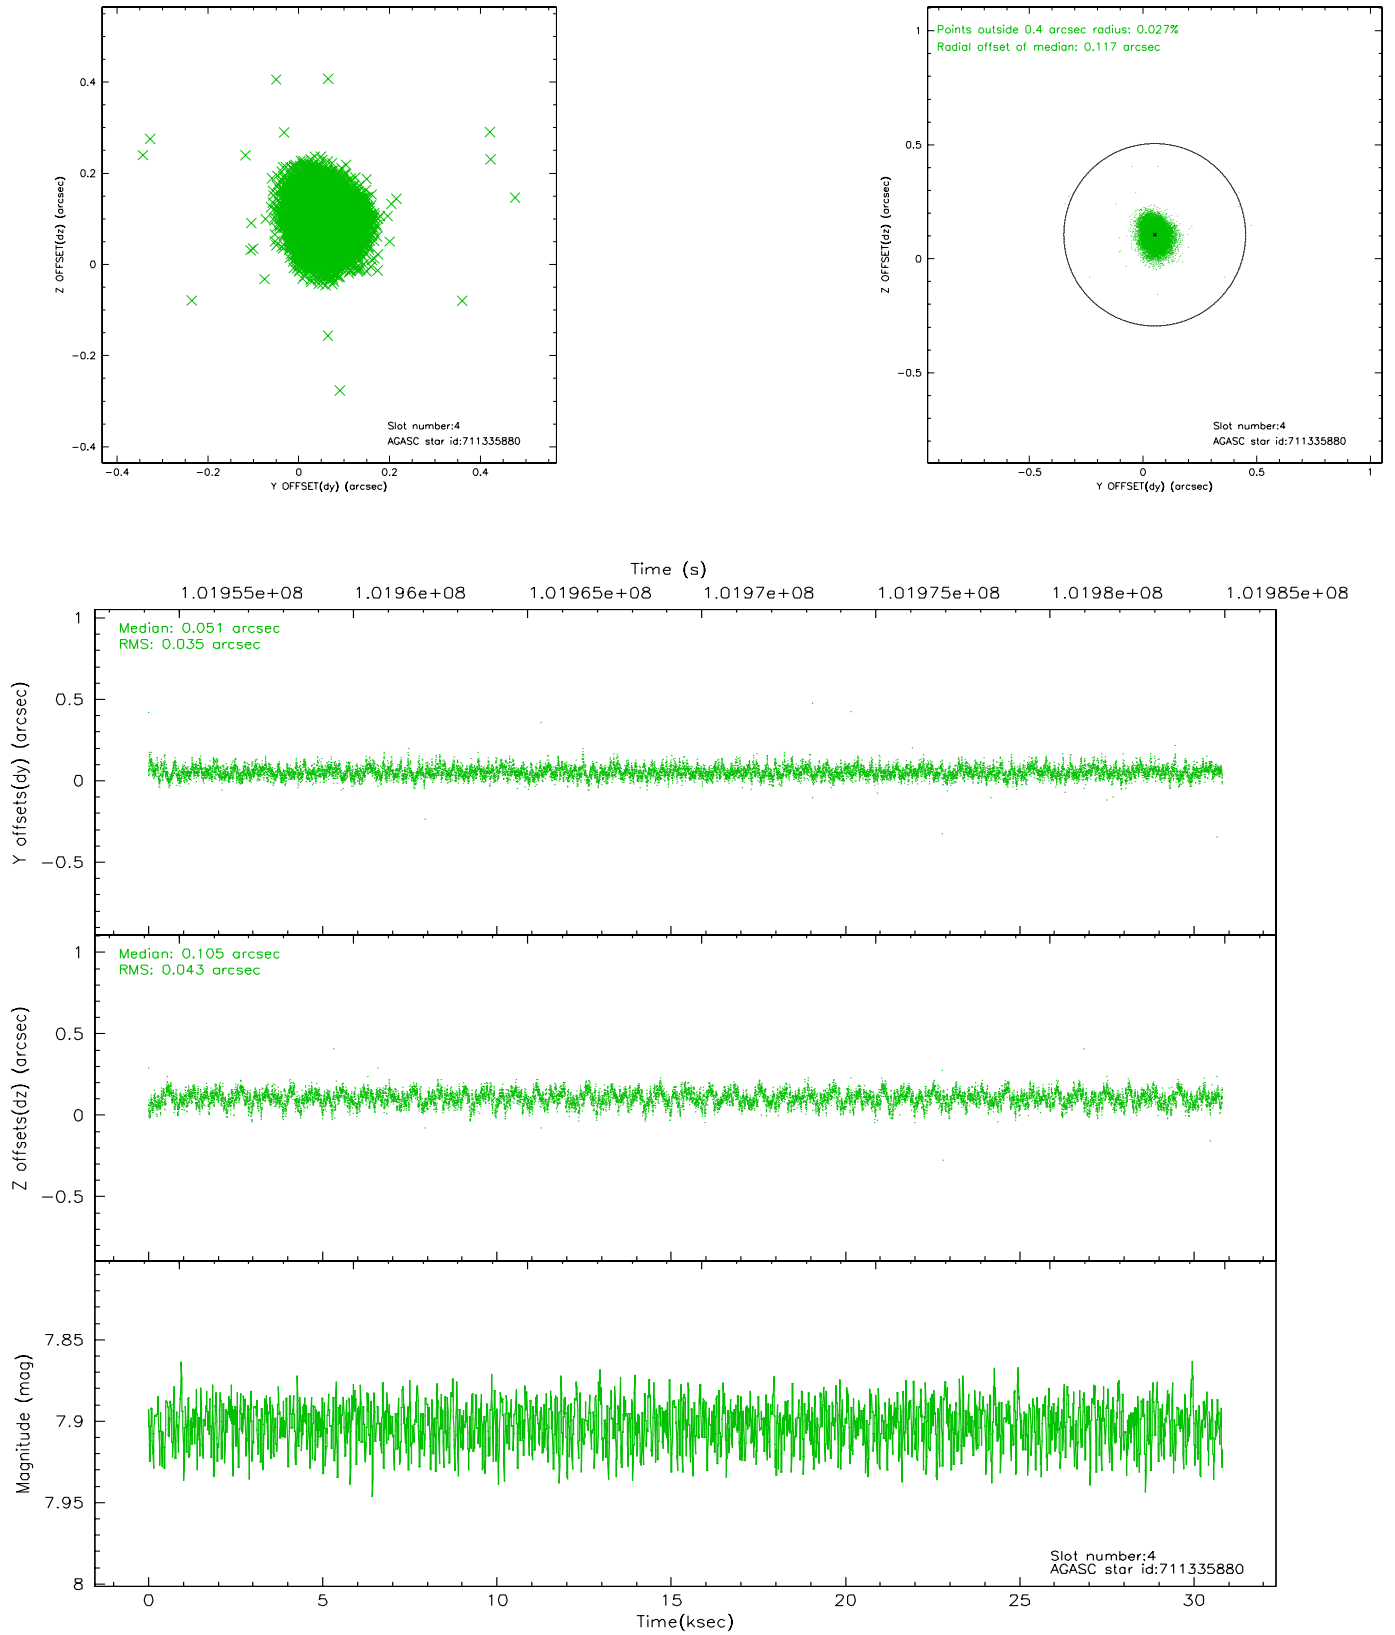 0.4
0.2
0
-0.2
-0.4
Z OFFSET(dz) (arcsec)
-0.4 -0.2 0 0.2 0.4
Y OFFSET(dy) (arcsec)
Slot number:4
AGASC star id:711335880
Points outside 0.4 arcsec radius: 0.027%
Radial offset of median: 0.117 arcsec
1
0.5
0
-0.5
Z OFFSET(dz) (arcsec)
-0.5 0 0.5 1
Y OFFSET(dy) (arcsec)
Slot number:4
AGASC star id:711335880
Time (s)
1.01955e+08 1.0196e+08 1.01965e+08 1.0197e+08 1.01975e+08 1.0198e+08 1.01985e+08
Median: 0.051 arcsec
RMS: 0.035 arcsec
1
0.5
0
-0.5
Y offsets(dy) (arcsec)
Median: 0.105 arcsec
RMS: 0.043 arcsec
1
0.5
0
-0.5
Z offsets(dz) (arcsec)
7.85
7.9
7.95
8
Magnitude (mag)
Slot number:4
AGASC star id:711335880
0 5 10 15 20 25 30
Time(ksec)